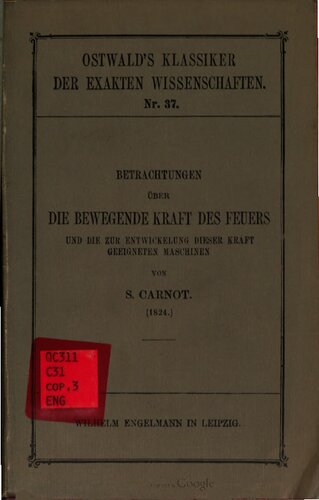 OSTWALD'S KLASSIKER
DER EXAKTEN WISSENSCHAFTEN.
Nr. 37.
BETRACHTUNGEN
ÜBER
DIE BEWEGENDE KRAFT DES FEUERS
UND DIE ZUR ENTWICKELUNG DIESER KRAFT
GEEIGNETEN MASCHINEN
VON
S. CARNOT.
(1824.)
QC311
C31
COP.3
ENG
WILHELM ENGELMANN IN LEIPZIG.
Google